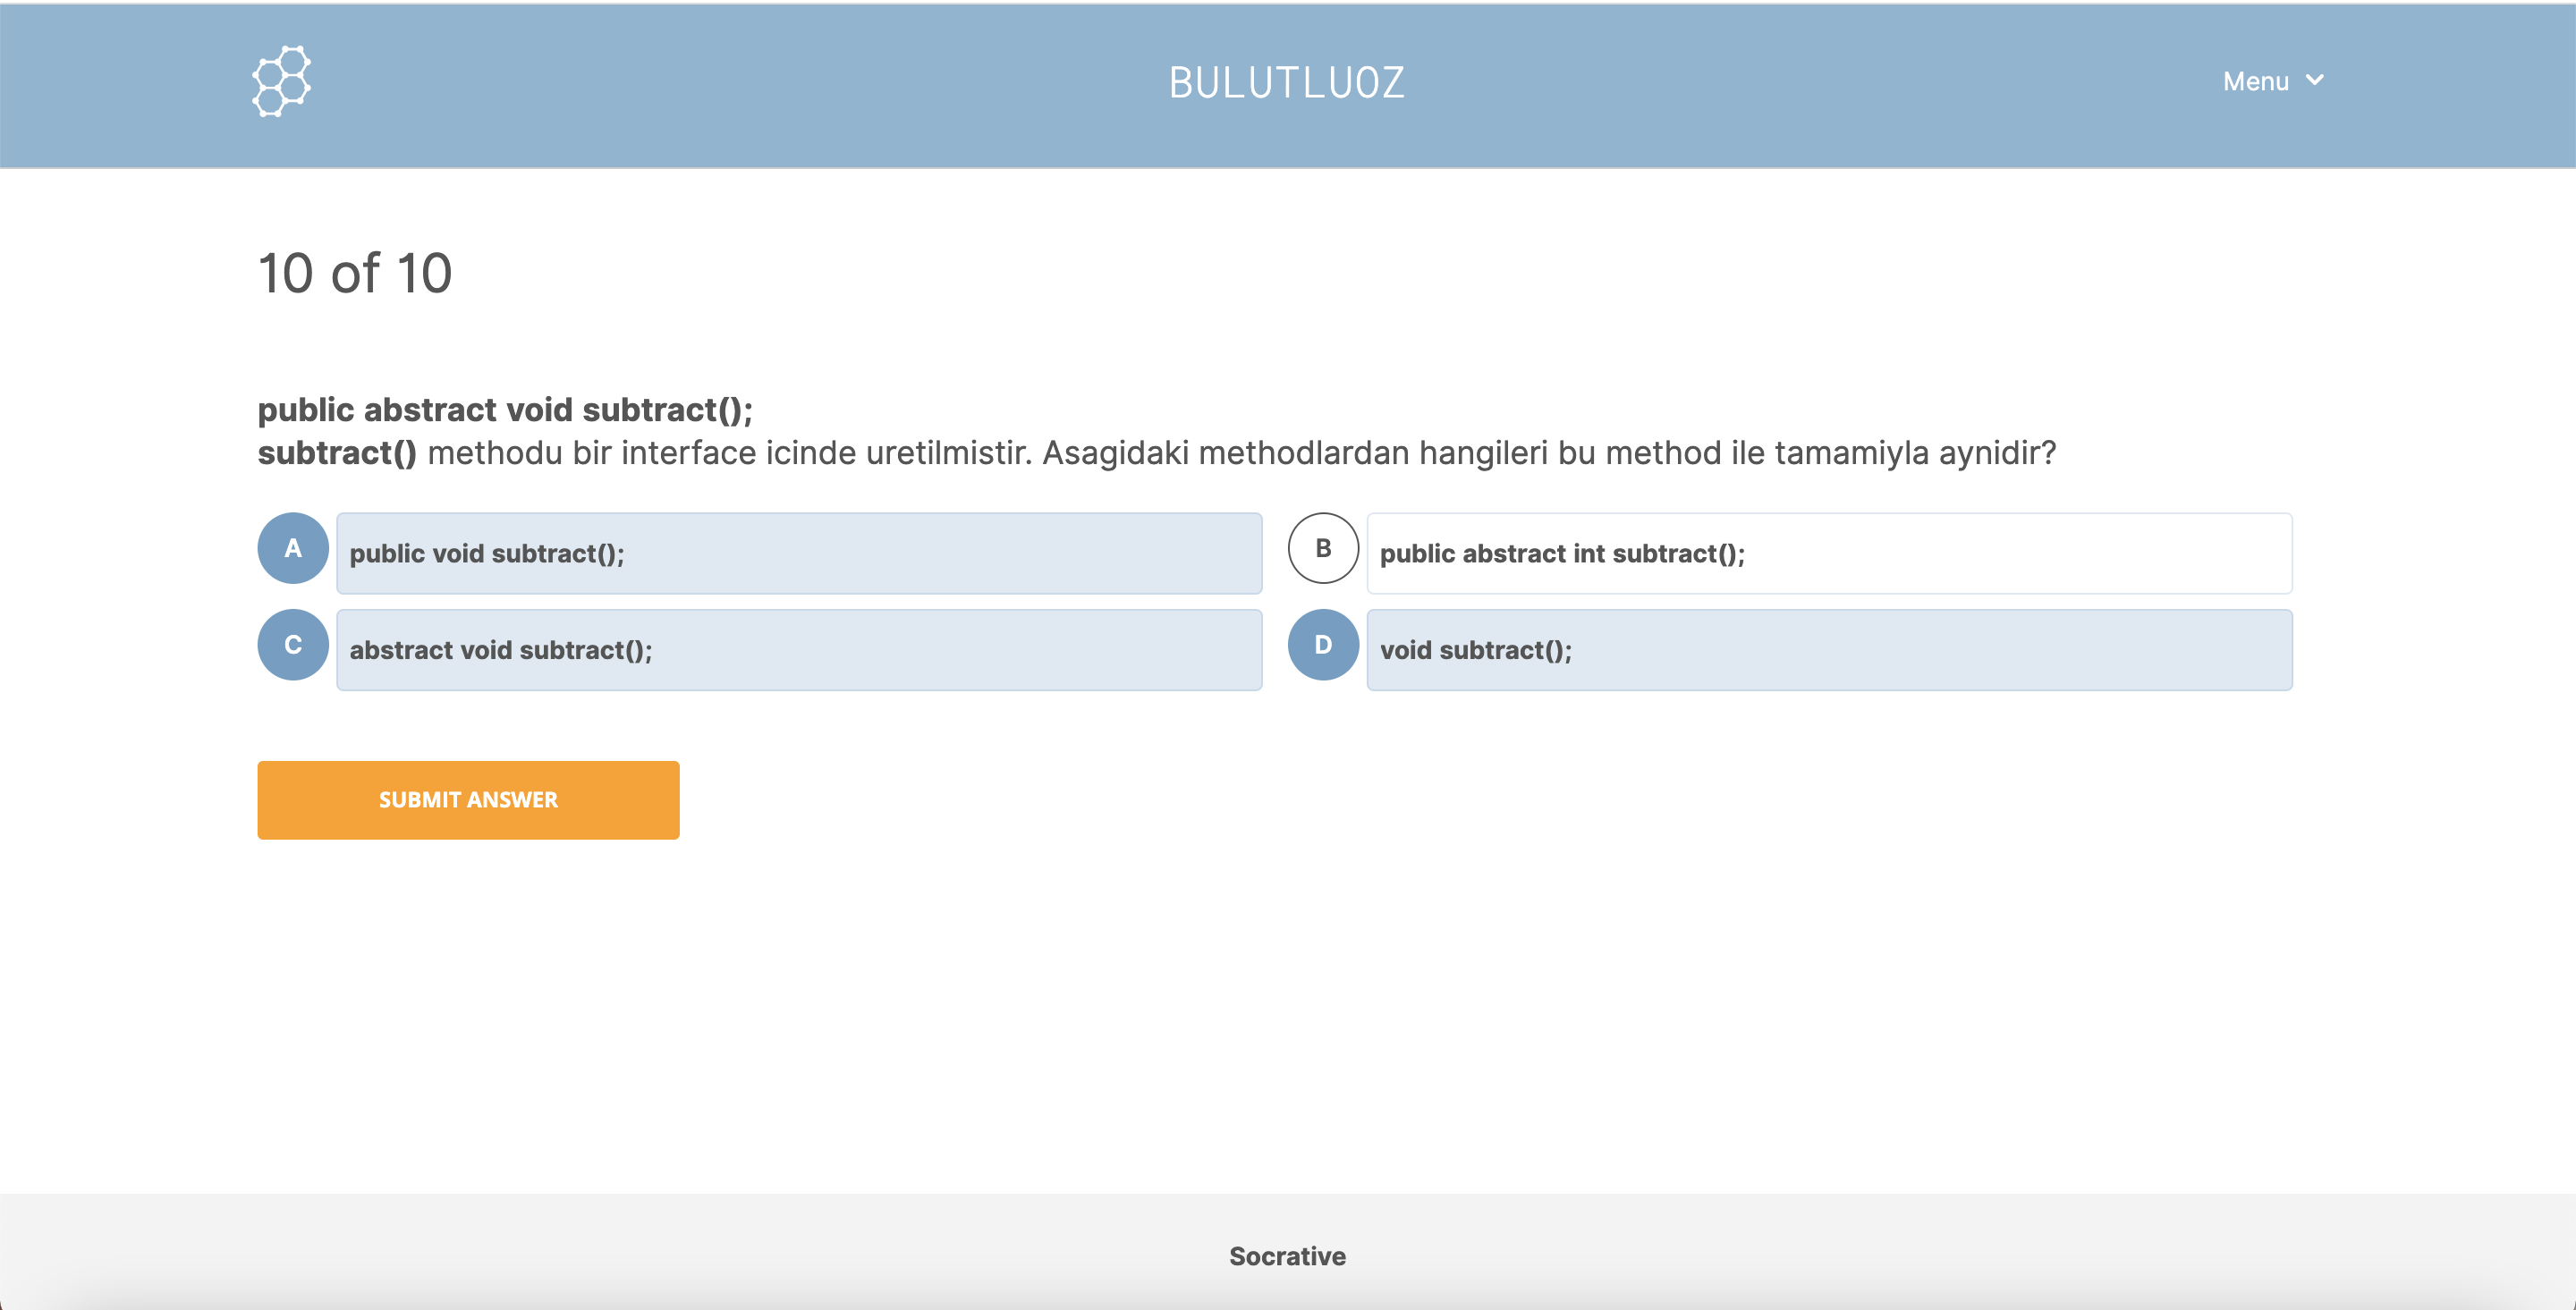 BULUTLUOZ
Menu
10 of 10
public abstract void subtract();
subtract() methodu bir interface icinde uretilmistir. Asagidaki methodlardan hangileri bu method ile tamamiyla aynidir?
A public void subtract();
B public abstract int subtract();
C abstract void subtract();
D void subtract();
SUBMIT ANSWER
Socrative